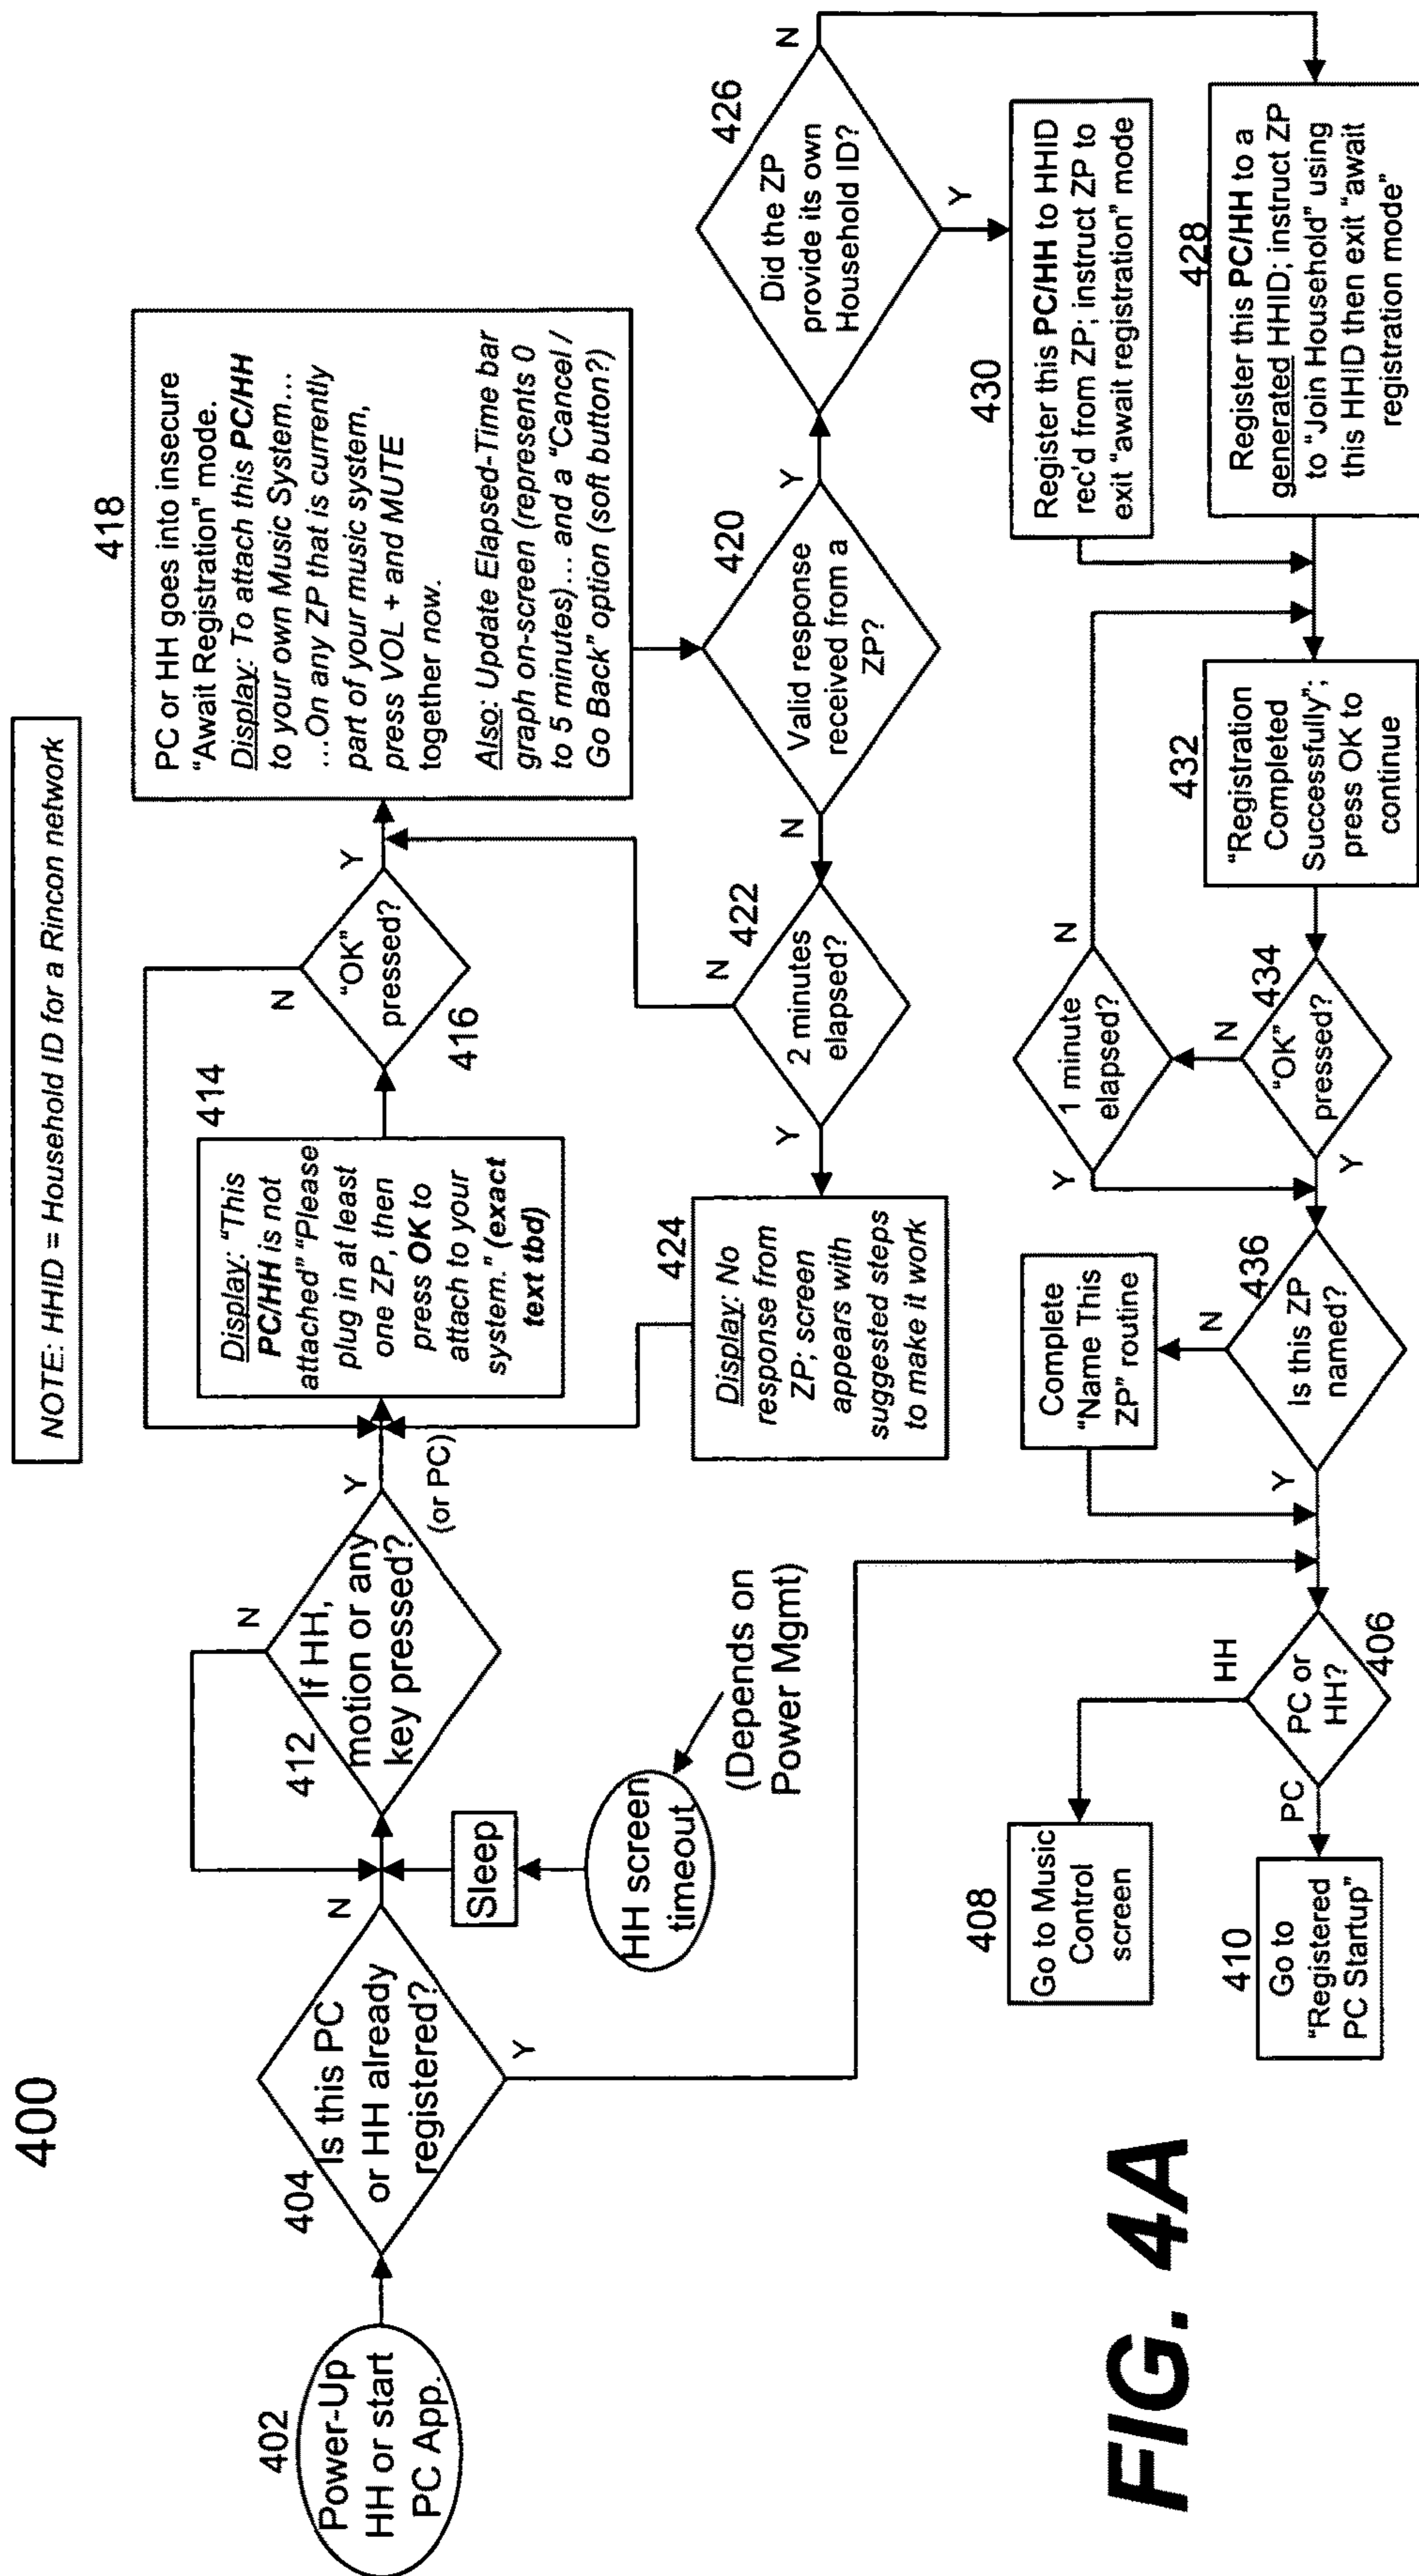 400
NOTE: HHID = Household ID for a Rincon network
402
Power-Up
HH or start
PC App.
404
Is this PC
or HH already
registered?
N
Y
Sleep
HH screen
timeout
(Depends on
Power Mgmt)
412
If HH,
motion or any
key pressed?
N
Y
(or PC)
414
Display: "This
PC/HH is not
attached" "Please
plug in at least
one ZP, then
press OK to
attach to your
system." (exact
text tbd)
416
"OK"
pressed?
N
Y
418
PC or HH goes into insecure
"Await Registration" mode.
Display: To attach this PC/HH
to your own Music System...
...On any ZP that is currently
part of your music system,
press VOL + and MUTE
together now.
Also: Update Elapsed-Time bar
graph on-screen (represents 0
to 5 minutes)... and a "Cancel /
Go Back" option (soft button?)
420
Valid response
received from a
ZP?
N
Y
422
2 minutes
elapsed?
N
Y
424
Display: No
response from
ZP; screen
appears with
suggested steps
to make it work
426
Did the ZP
provide its own
Household ID?
N
Y
430
Register this PC/HH to HHID
rec'd from ZP; instruct ZP to
exit "await registration" mode
428
Register this PC/HH to a
generated HHID; instruct ZP
to "Join Household" using
this HHID then exit "await
registration mode"
432
"Registration
Completed
Successfully";
press OK to
continue
434
"OK"
pressed?
N
Y
1 minute
elapsed?
N
Y
436
Is this ZP
named?
N
Y
Complete
"Name This
ZP" routine
406
PC or
HH?
HH
PC
408
Go to Music
Control
screen
410
Go to
"Registered
PC Startup"
FIG. 4A